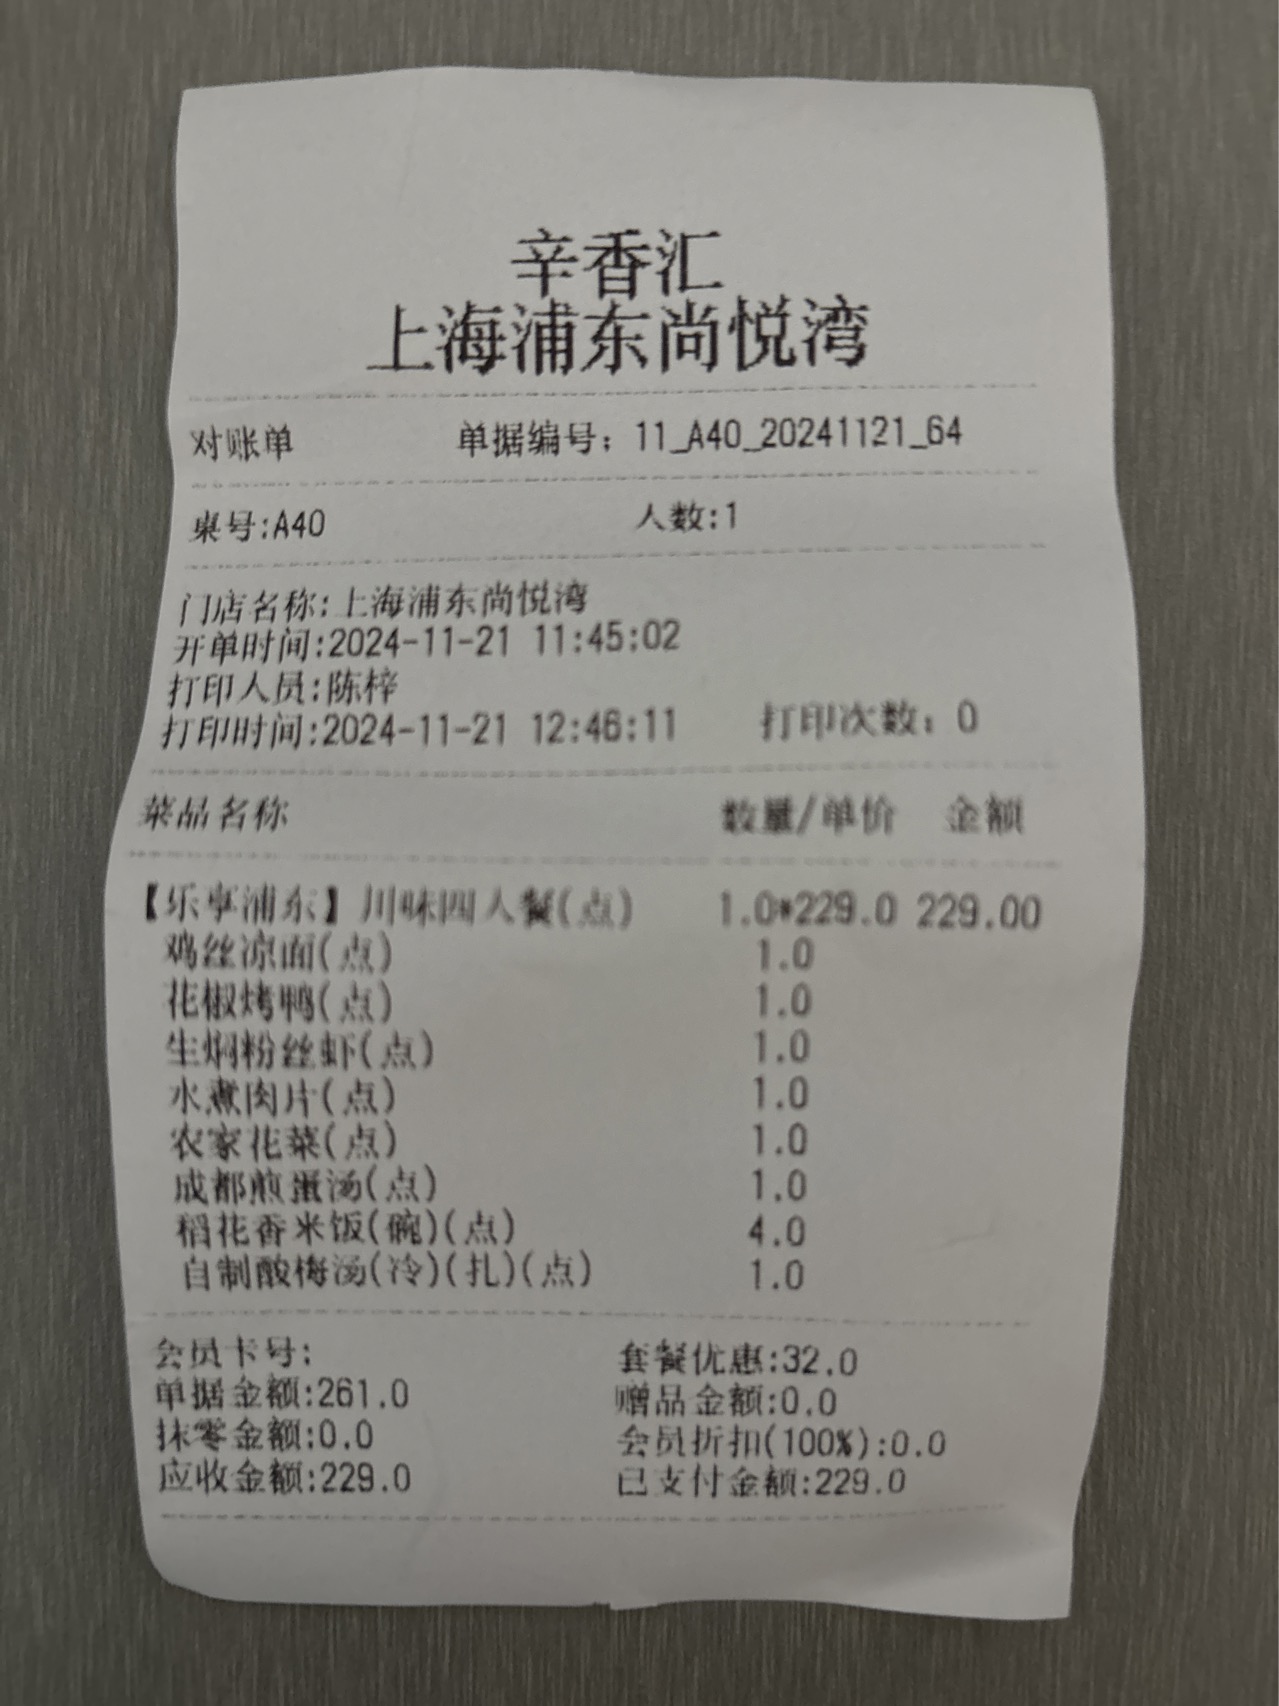 辛香汇
上海浦东尚悦湾
对账单 单据编号：11_A40_20241121_64
桌号:A40 人数:1
门店名称:上海浦东尚悦湾
开单时间:2024-11-21 11:45:02
打印人员:陈梓
打印时间:2024-11-21 12:46:11 打印次数：0
菜品名称 数量/单价 金额
【乐享浦东】川味四人餐(点) 1.0*229.0 229.00
鸡丝凉面(点) 1.0
花椒烤鸭(点) 1.0
生焖粉丝虾(点) 1.0
水煮肉片(点) 1.0
农家花菜(点) 1.0
成都煎蛋汤(点) 1.0
稻花香米饭(碗)(点) 4.0
自制酸梅汤(冷)(扎)(点) 1.0
会员卡号: 套餐优惠:32.0
单据金额:261.0 赠品金额:0.0
抹零金额:0.0 会员折扣(100%):0.0
应收金额:229.0 已支付金额:229.0